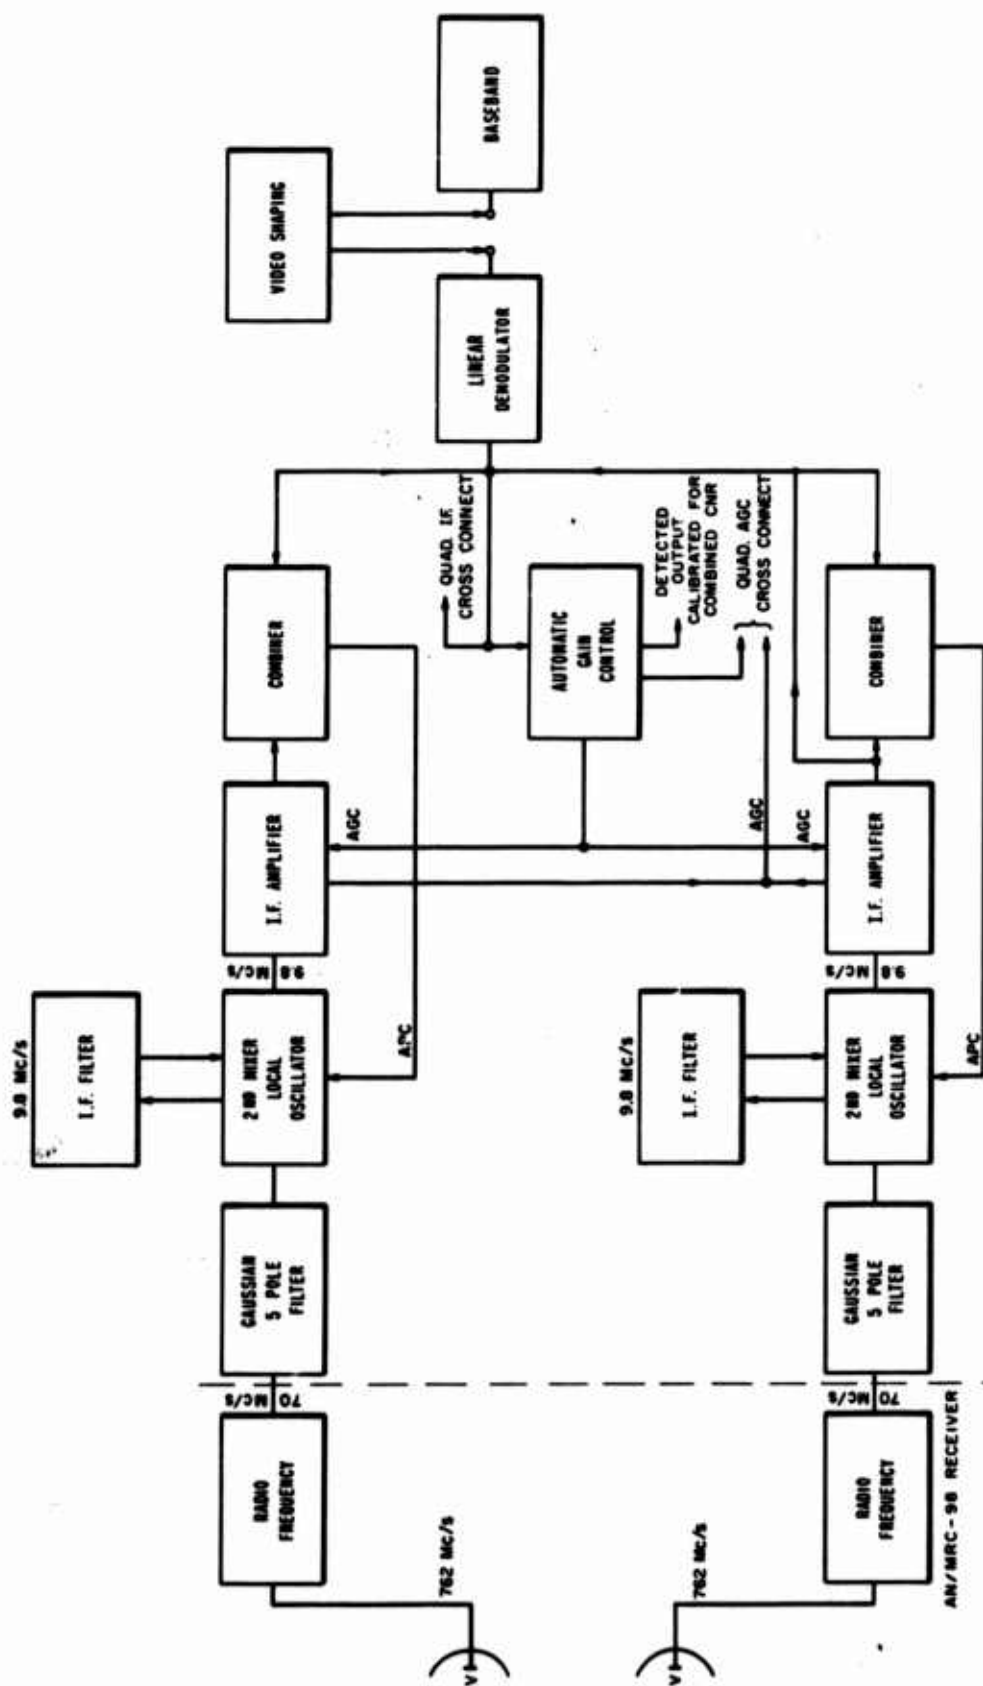 9.8 MC/S
I.F. FILTER
RADIO
FREQUENCY
70
MC/S
GAUSSIAN
5 POLE
FILTER
2ND MIXER
LOCAL
OSCILLATOR
9.8
MC/S
I.F. AMPLIFIER
COMBINER
VIDEO SHAPING
APC
AGC
762 MC/S
QUAD. I.F.
CROSS CONNECT
LINEAR
DEMODULATOR
BASEBAND
AUTOMATIC
GAIN
CONTROL
DETECTED
OUTPUT
CALIBRATED FOR
COMBINED CNR
QUAD. AGC
CROSS CONNECT
AGC
AGC
762 MC/S
9.8 MC/S
I.F. FILTER
RADIO
FREQUENCY
70
MC/S
GAUSSIAN
5 POLE
FILTER
2ND MIXER
LOCAL
OSCILLATOR
9.8
MC/S
I.F. AMPLIFIER
COMBINER
APC
AN/MRC-98 RECEIVER